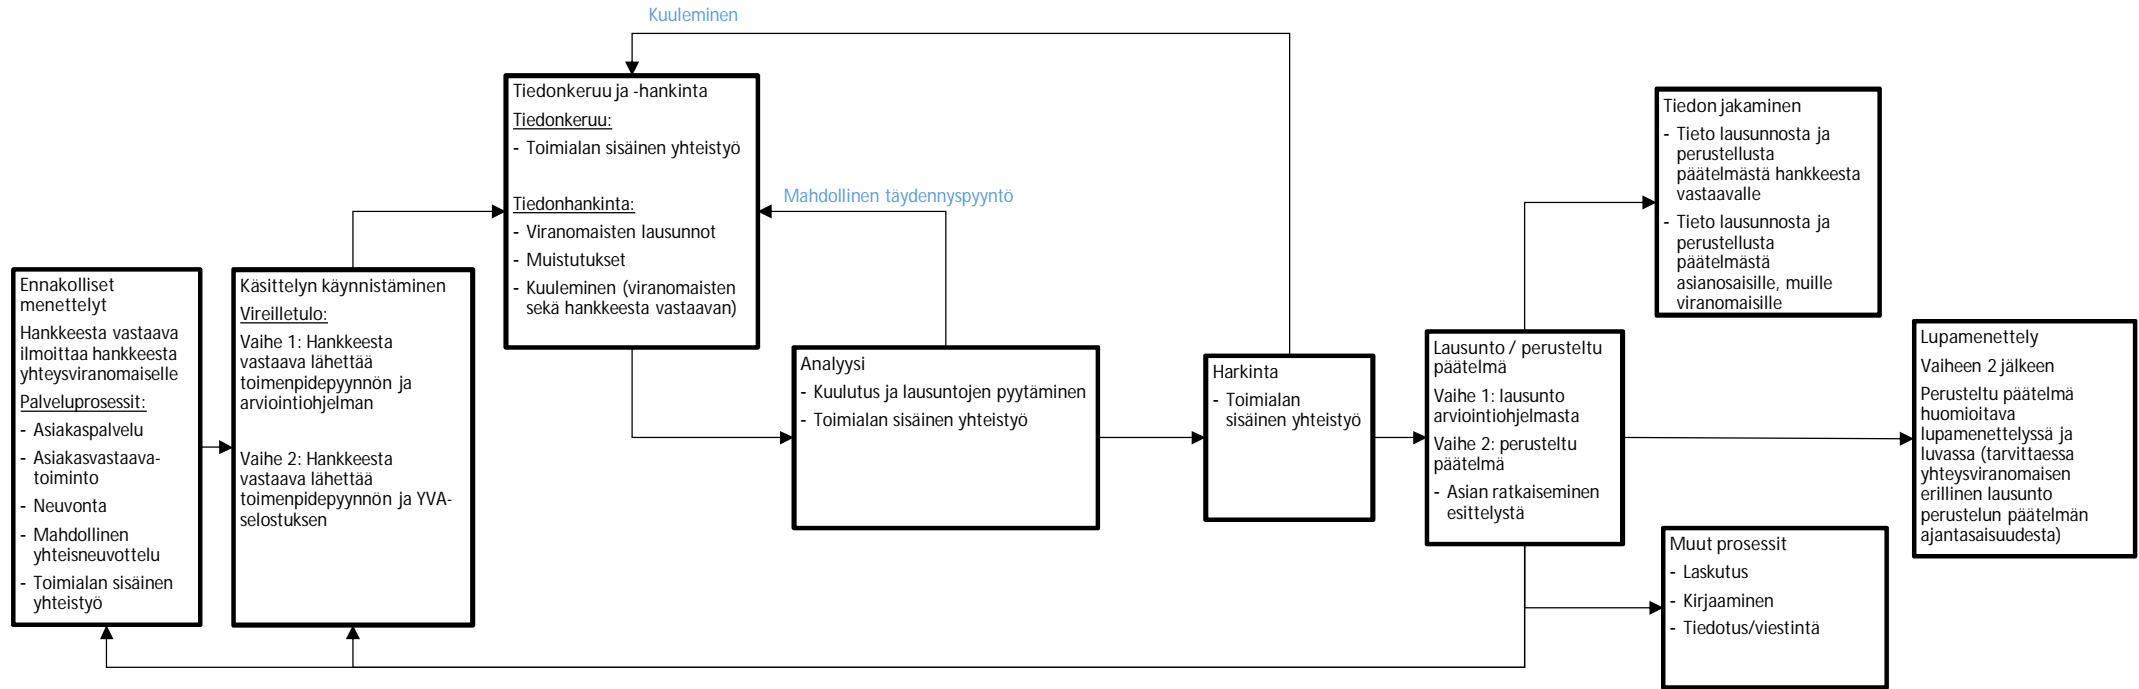 Kuuleminen
Tiedonkeruu ja -hankinta
Tiedonkeruu:
- Toimialan sisäinen yhteistyö
Tiedonhankinta:
- Viranomaisten lausunnot
- Muistutukset
- Kuuleminen (viranomaisten
sekä hankkeesta vastaavan)
Mahdollinen täydennyspyyntö
Ennakolliset
menettelyt
Hankkeesta vastaava
ilmoittaa hankkeesta
yhteysviranomaiselle
Palveluprosessit:
- Asiakaspalvelu
- Asiakasvastaava-
toiminto
- Neuvonta
- Mahdollinen
yhteisneuvottelu
- Toimialan sisäinen
yhteistyö
Käsittelyn käynnistäminen
Vireilletulo:
Vaihe 1: Hankkeesta
vastaava lähettää
toimenpidepyynnön ja
arviointiohjelman
Vaihe 2: Hankkeesta
vastaava lähettää
toimenpidepyynnön ja YVA-
selostuksen
Analyysi
- Kuulutus ja lausuntojen pyytäminen
- Toimialan sisäinen yhteistyö
Harkinta
- Toimialan
sisäinen yhteistyö
Lausunto / perusteltu
päätelmä
Vaihe 1: lausunto
arviointiohjelmasta
Vaihe 2: perusteltu
päätelmä
- Asian ratkaiseminen
esittelystä
Tiedon jakaminen
- Tieto lausunnosta ja
perustellusta
päätelmästä hankkeesta
vastaavalle
- Tieto lausunnosta ja
perustellusta
päätelmästä
asianosaisille, muille
viranomaisille
Lupamenettely
Vaiheen 2 jälkeen
Perusteltu päätelmä
huomioitava
lupamenettelyssä ja
luvassa (tarvittaessa
yhteysviranomaisen
erillinen lausunto
perustelun päätelmän
ajantasaisuudesta)
Muut prosessit
- Laskutus
- Kirjaaminen
- Tiedotus/viestintä